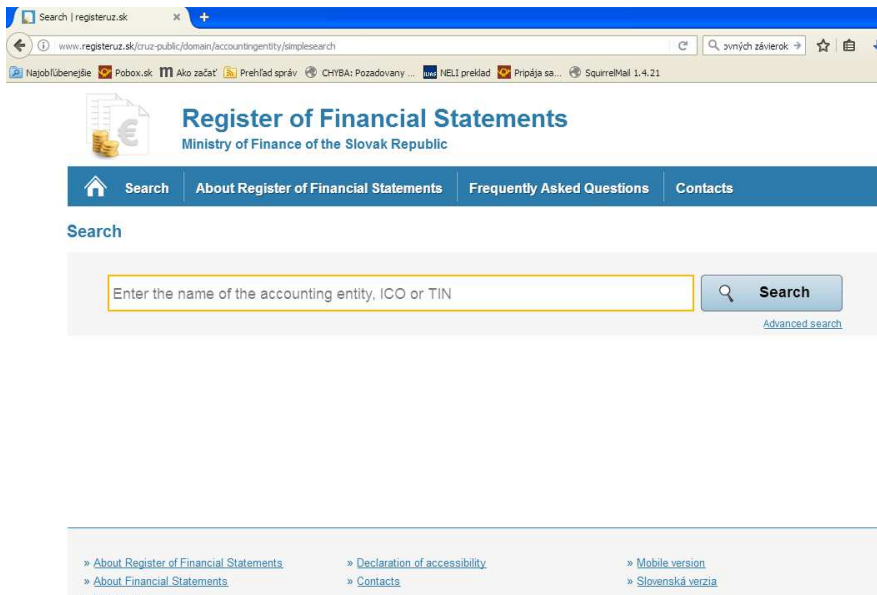 Search | registeruz.sk × +
www.registeruz.sk/cruz-public/domain/accountingentity/simplesearch ovných závierok
Najobľúbenejšie Pobox.sk Ako začať Prehľad správ CHYBA: Pozadovany ... NELI preklad Pripája sa... SquirrelMail 1.4.21
Register of Financial Statements
Ministry of Finance of the Slovak Republic
Search About Register of Financial Statements Frequently Asked Questions Contacts
Search
Enter the name of the accounting entity, ICO or TIN Search
Advanced search
» About Register of Financial Statements » Declaration of accessibility » Mobile version
» About Financial Statements » Contacts » Slovenská verzia